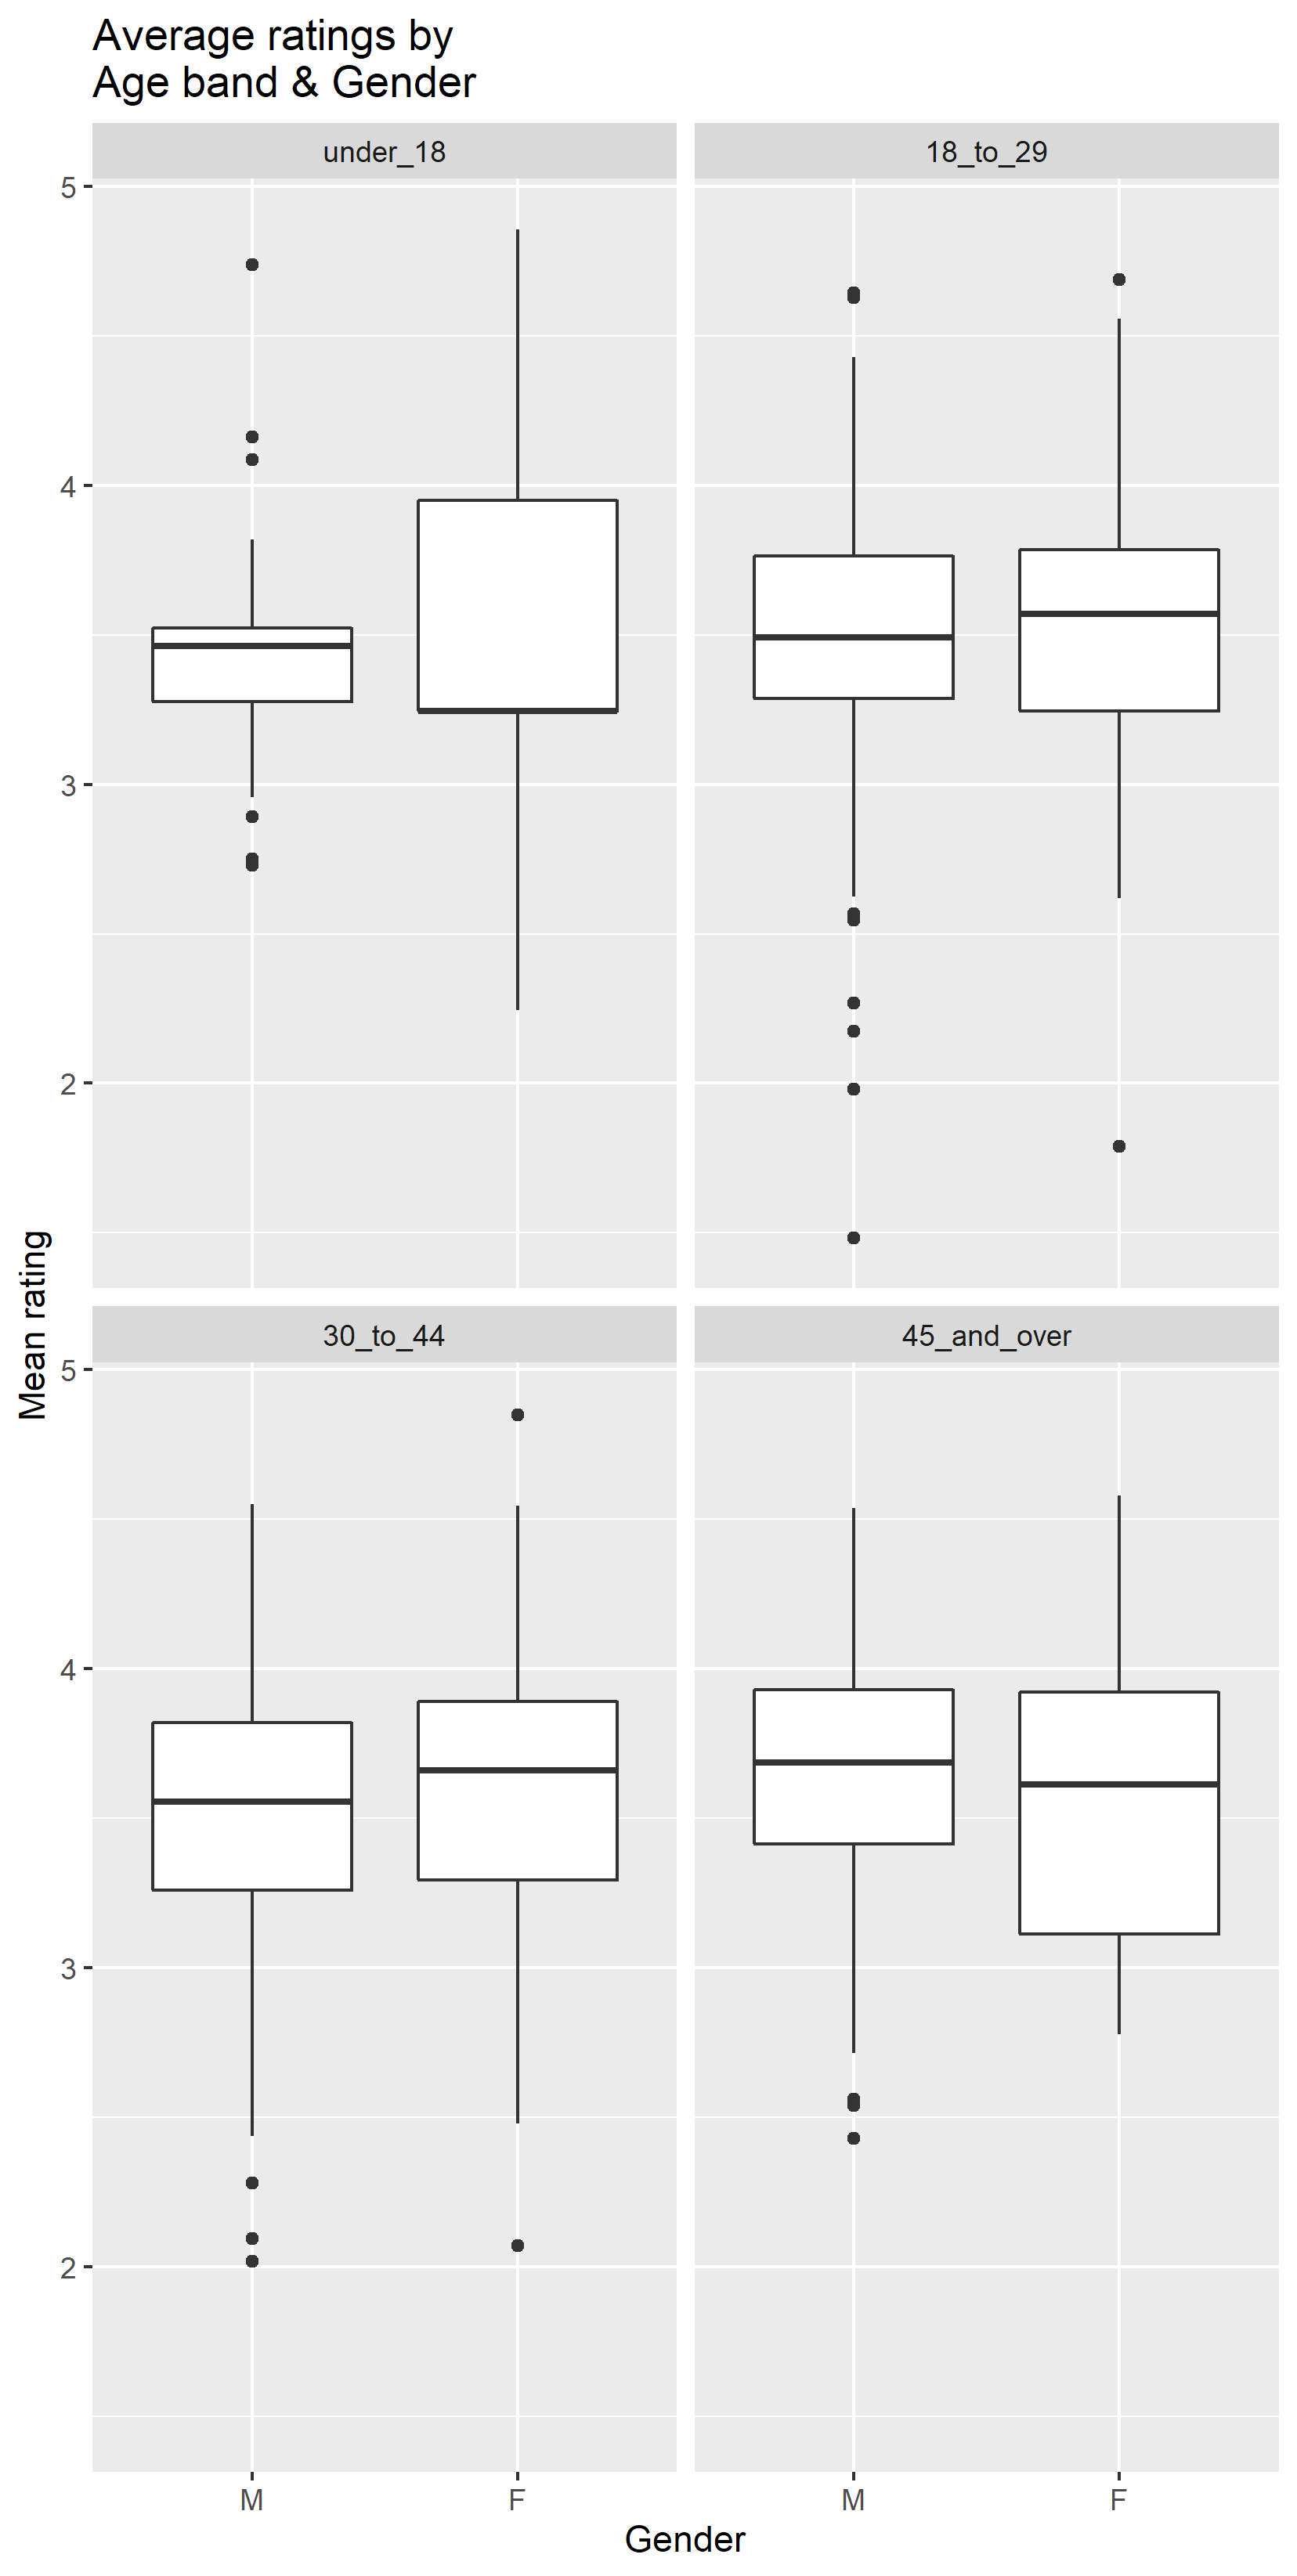 Average ratings by
Age band & Gender
under_18
18_to_29
5
4
3
2
Mean rating
30_to_44
45_and_over
5
4
3
2
M
F
M
F
Gender